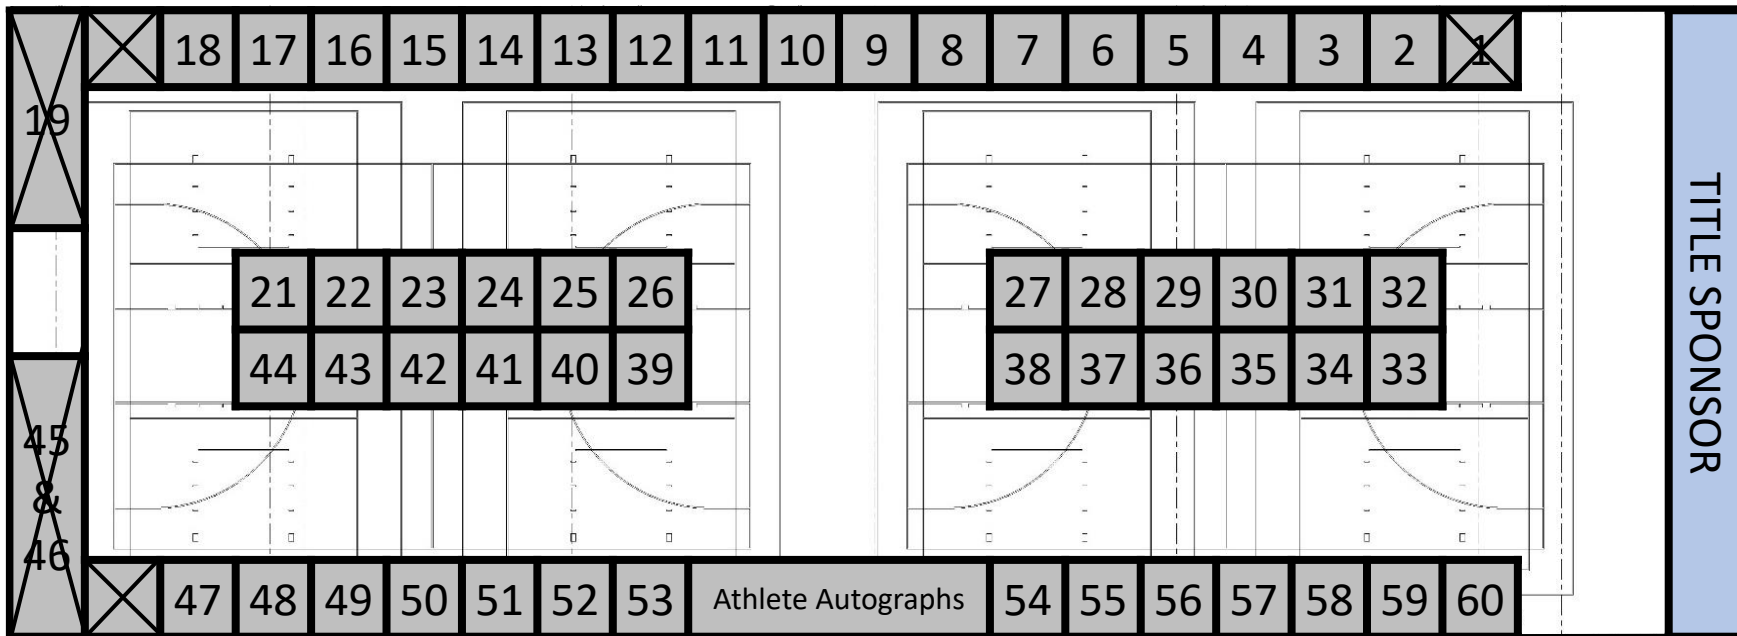 18 17 16 15 14 13 12 11 10 9 8 7 6 5 4 3 2 1
19
21 22 23 24 25 26
44 43 42 41 40 39
27 28 29 30 31 32
38 37 36 35 34 33
TITLE SPONSOR
45
&
46
47 48 49 50 51 52 53 Athlete Autographs 54 55 56 57 58 59 60